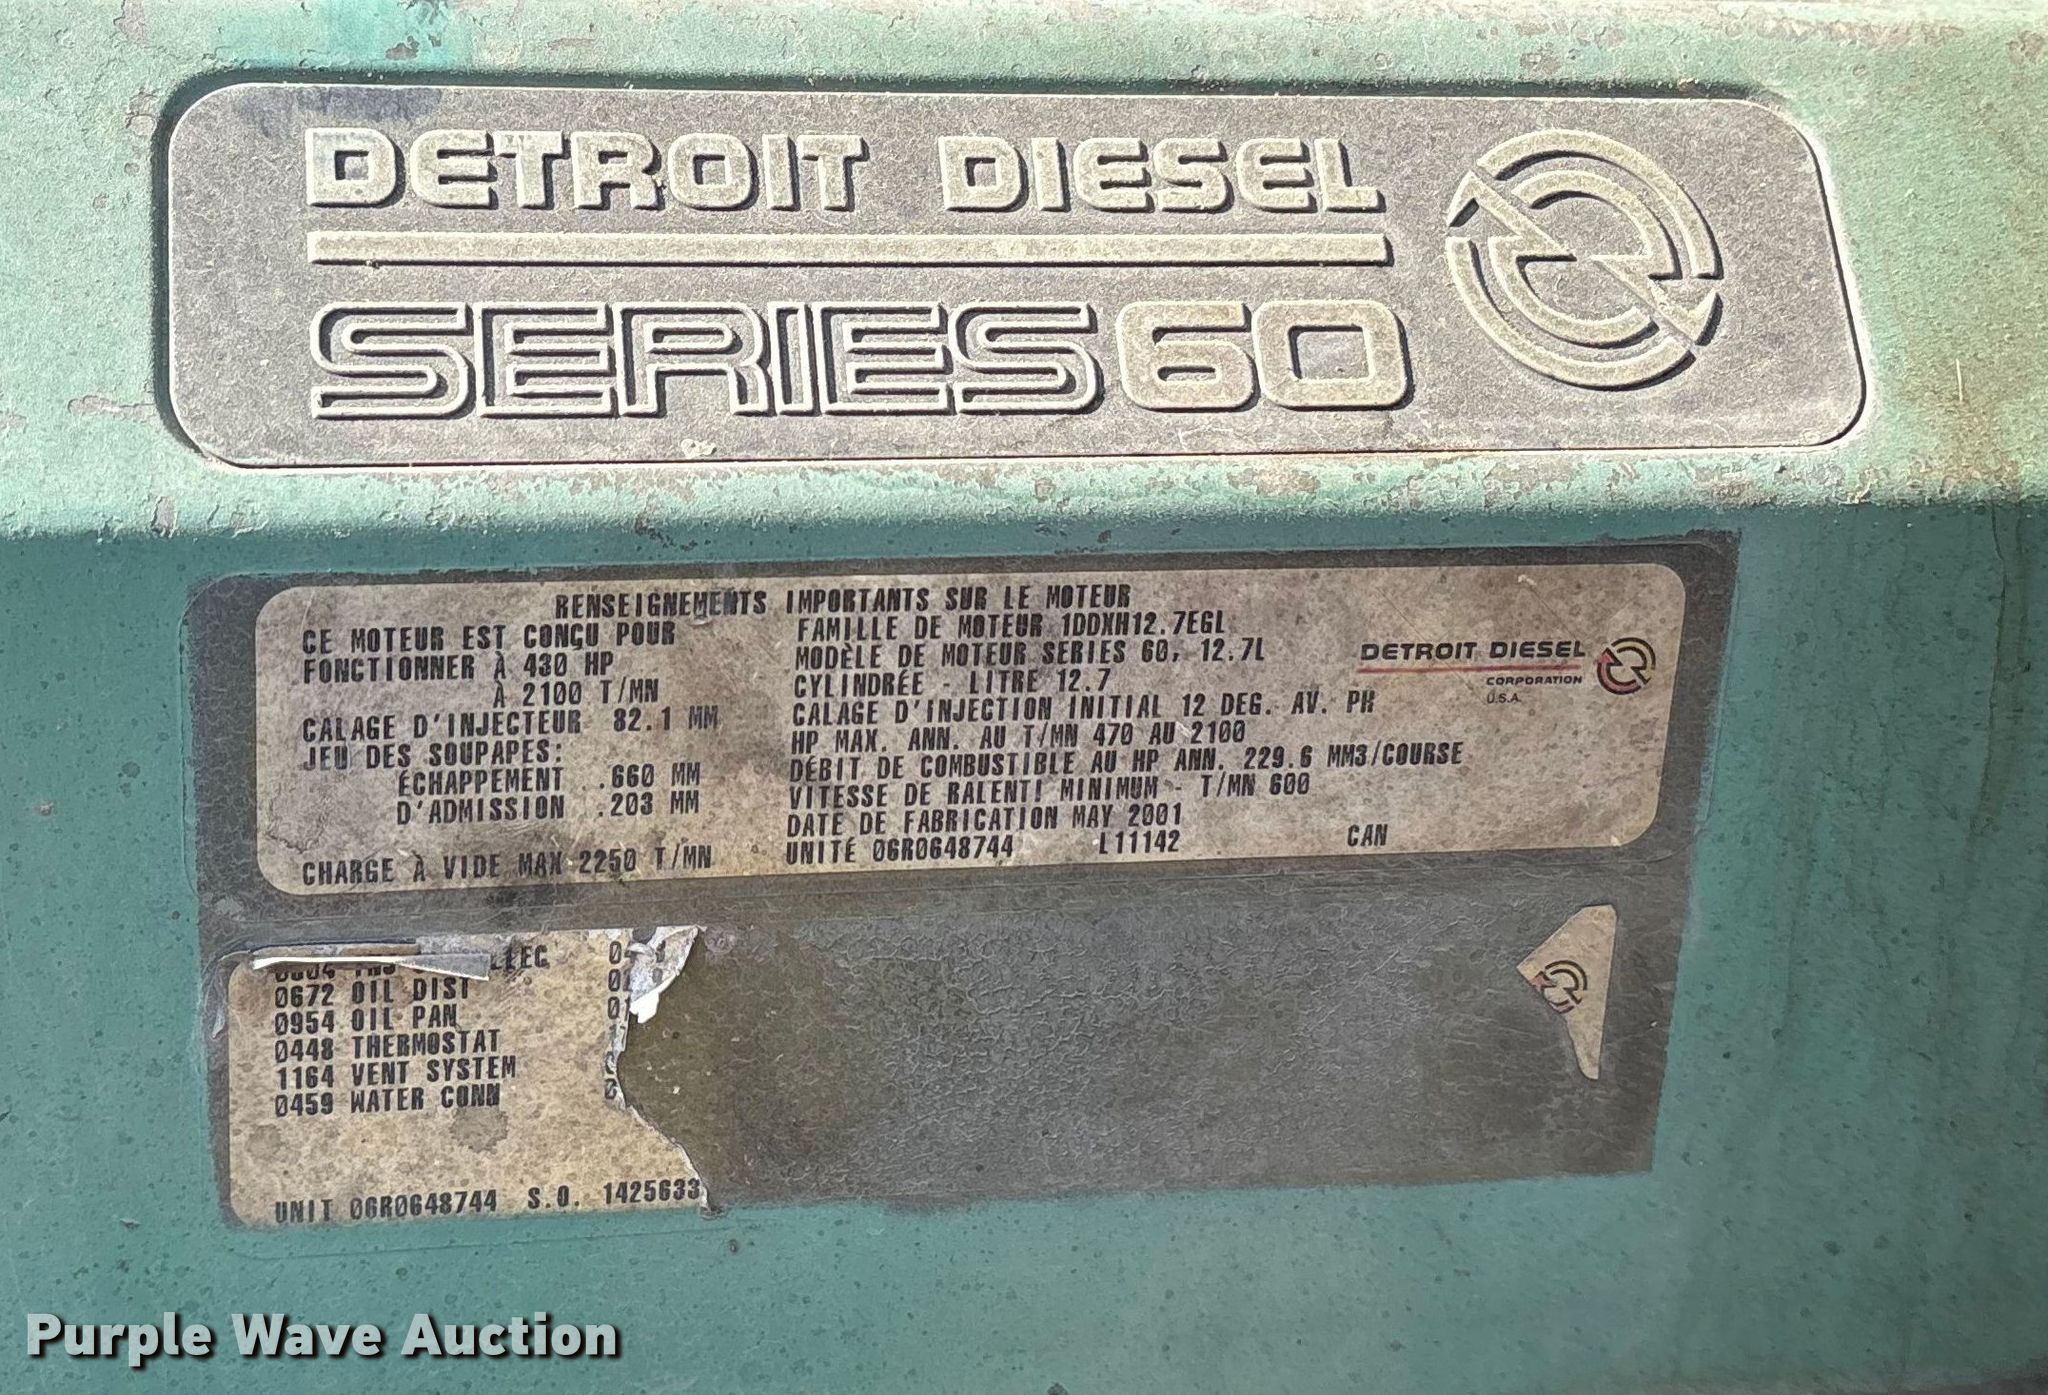 DETROIT DIESEL
SERIES 60
RENSEIGNEMENTS IMPORTANTS SUR LE MOTEUR
CE MOTEUR EST CONÇU POUR
FONCTIONNER À 430 HP
À 2100 T/MN
CALAGE D'INJECTEUR 82.1 MM
JEU DES SOUPAPES:
ÉCHAPPEMENT .660 MM
D'ADMISSION .203 MM
CHARGE À VIDE MAX 2250 T/MN
FAMILLE DE MOTEUR 1DDXH12.7EGL
MODÈLE DE MOTEUR SERIES 60, 12.7L
CYLINDRÉE - LITRE 12.7
CALAGE D'INJECTION INITIAL 12 DEG. AV. PH
HP MAX. ANN. AU T/MN 470 AU 2100
DÉBIT DE COMBUSTIBLE AU HP ANN. 229.6 MM3/COURSE
VITESSE DE RALENTI MINIMUM - T/MN 600
DATE DE FABRICATION MAY 2001
UNITÉ 06R0648744 L11142 CAN
DETROIT DIESEL
CORPORATION
U.S.A.
0672 OIL DIST
0954 OIL PAN 01
0448 THERMOSTAT
1164 VENT SYSTEM
0459 WATER CONN 0
UNIT 06R0648744 S.O. 1425633
Purple Wave Auction